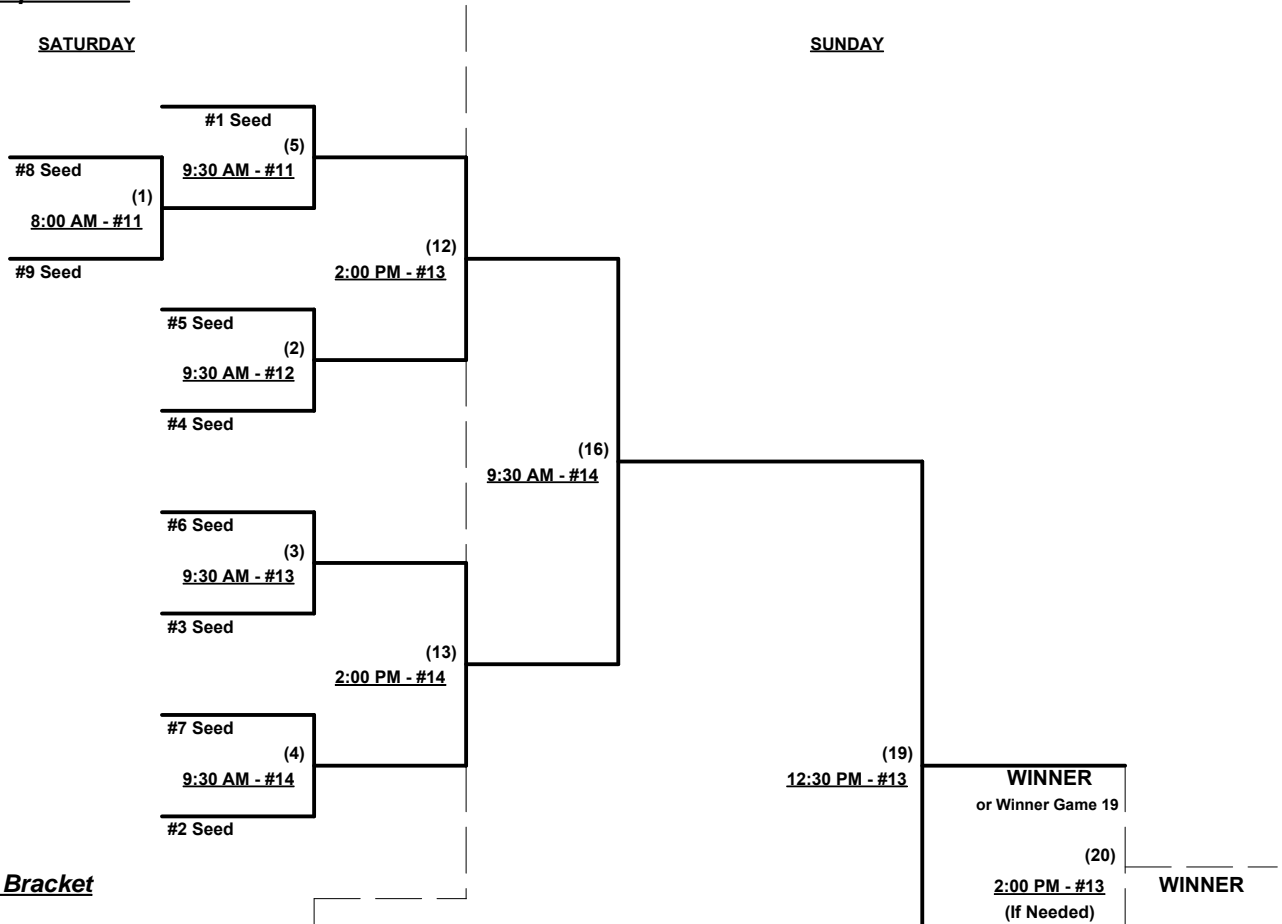 SATURDAY
SUNDAY
#1 Seed
(5)
9:30 AM - #11
#8 Seed
(1)
8:00 AM - #11
#9 Seed
(12)
2:00 PM - #13
#5 Seed
(2)
9:30 AM - #12
#4 Seed
(16)
9:30 AM - #14
#6 Seed
(3)
9:30 AM - #13
#3 Seed
(13)
2:00 PM - #14
#7 Seed
(4)
9:30 AM - #14
#2 Seed
(19)
12:30 PM - #13
WINNER
or Winner Game 19
(20)
2:00 PM - #13
(If Needed)
WINNER
Bracket